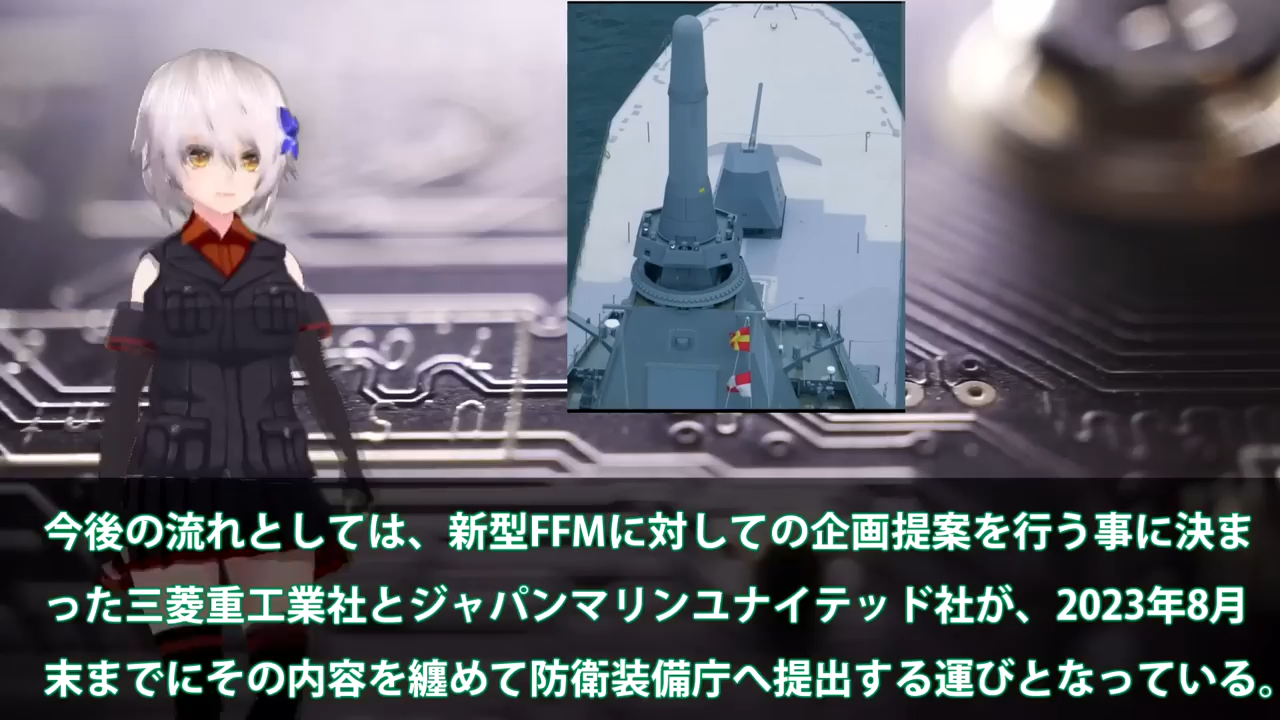 今後の流れとしては、新型FFMに対しての企画提案を行う事に決ま
った三菱重工業社とジャパンマリンユナイテッド社が、2023年8月
末までにその内容を纏めて防衛装備庁へ提出する運びとなっている。